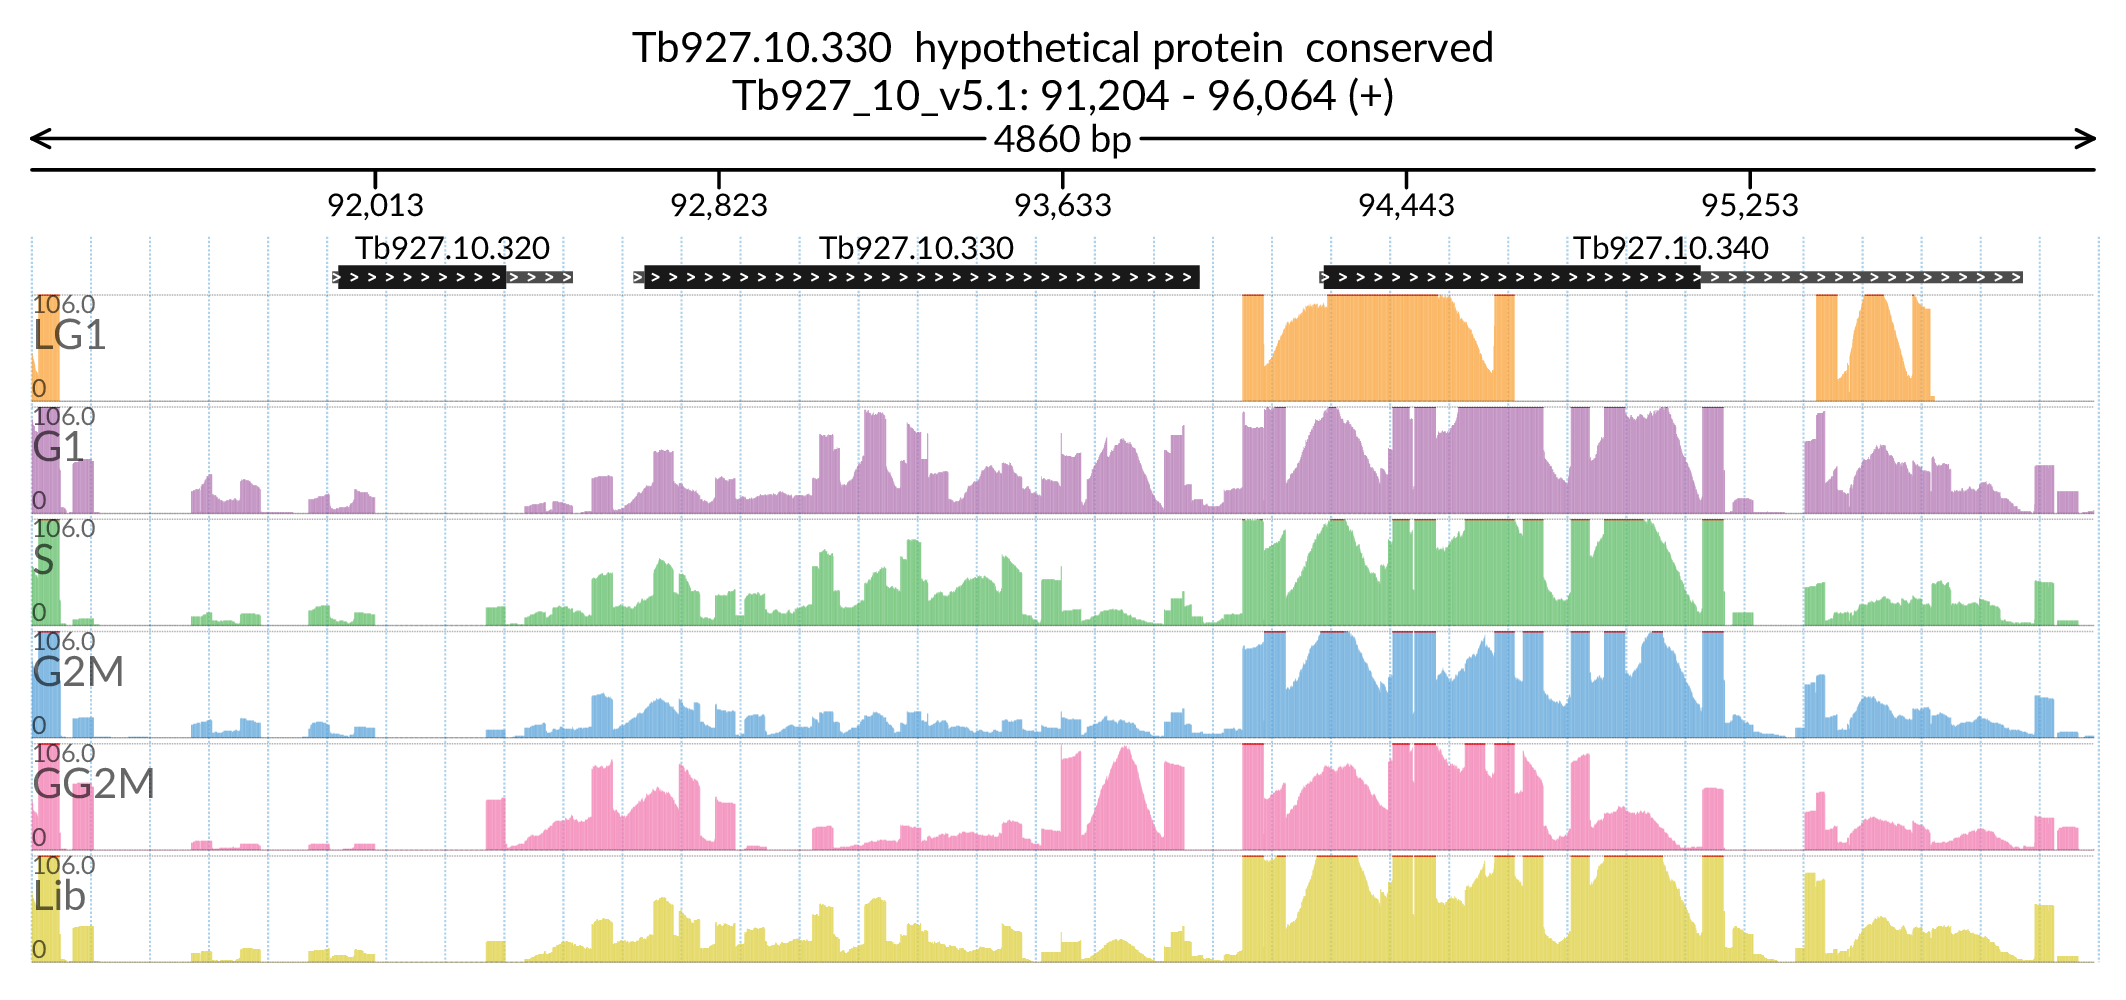 Tb927.10.330 hypothetical protein conserved
Tb927_10_v5.1: 91,204 - 96,064 (+)
4860 bp
92,013 92,823 93,633 94,443 95,253
Tb927.10.320 Tb927.10.330 Tb927.10.340
106.0
LG1
0
106.0
G1
0
106.0
S
0
106.0
G2M
0
106.0
GG2M
0
106.0
Lib
0